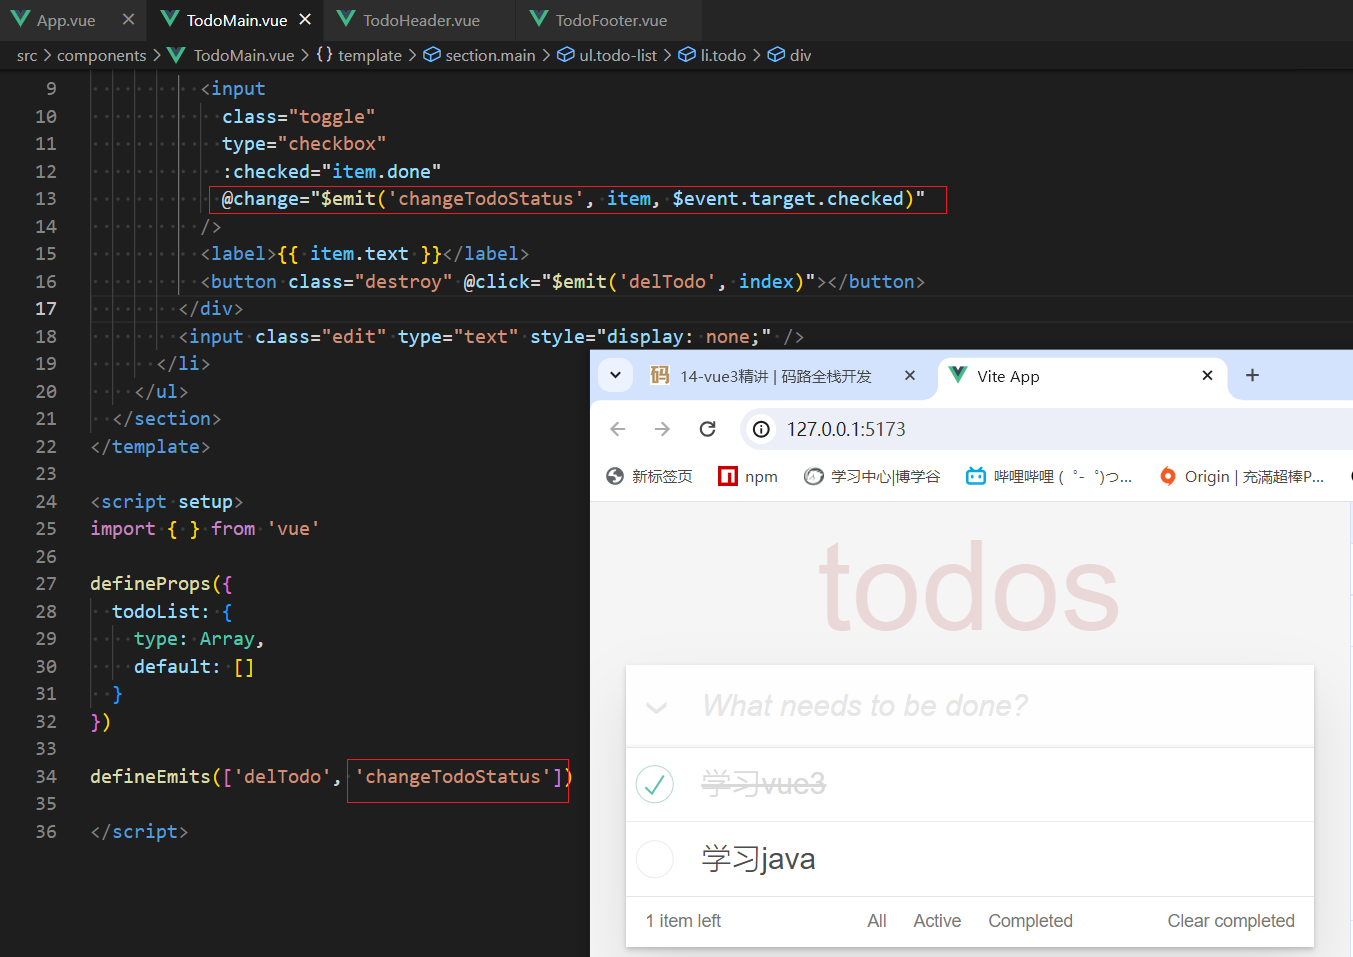 App.vue
TodoMain.vue
TodoHeader.vue
TodoFooter.vue
src > components > TodoMain.vue > {} template > section.main > ul.todo-list > li.todo > div
9 <input
10 class="toggle"
11 type="checkbox"
12 :checked="item.done"
13 @change="$emit('changeTodoStatus', item, $event.target.checked)"
14 />
15 <label>{{ item.text }}</label>
16 <button class="destroy" @click="$emit('delTodo', index)"></button>
17 </div>
18 <input class="edit" type="text" style="display: none;" />
19 </li>
20 </ul>
21 </section>
22 </template>
23
24 <script setup>
25 import { } from 'vue'
26
27 defineProps({
28 todoList: {
29 type: Array,
30 default: []
31 }
32 })
33
34 defineEmits(['delTodo', 'changeTodoStatus'])
35
36 </script>
码 14-vue3精讲 | 码路全栈开发
Vite App
127.0.0.1:5173
新标签页
npm
学习中心|博学谷
哔哩哔哩 ( ゜- ゜)つ...
Origin | 充滿超棒P...
todos
What needs to be done?
学习vue3
学习java
1 item left
All
Active
Completed
Clear completed